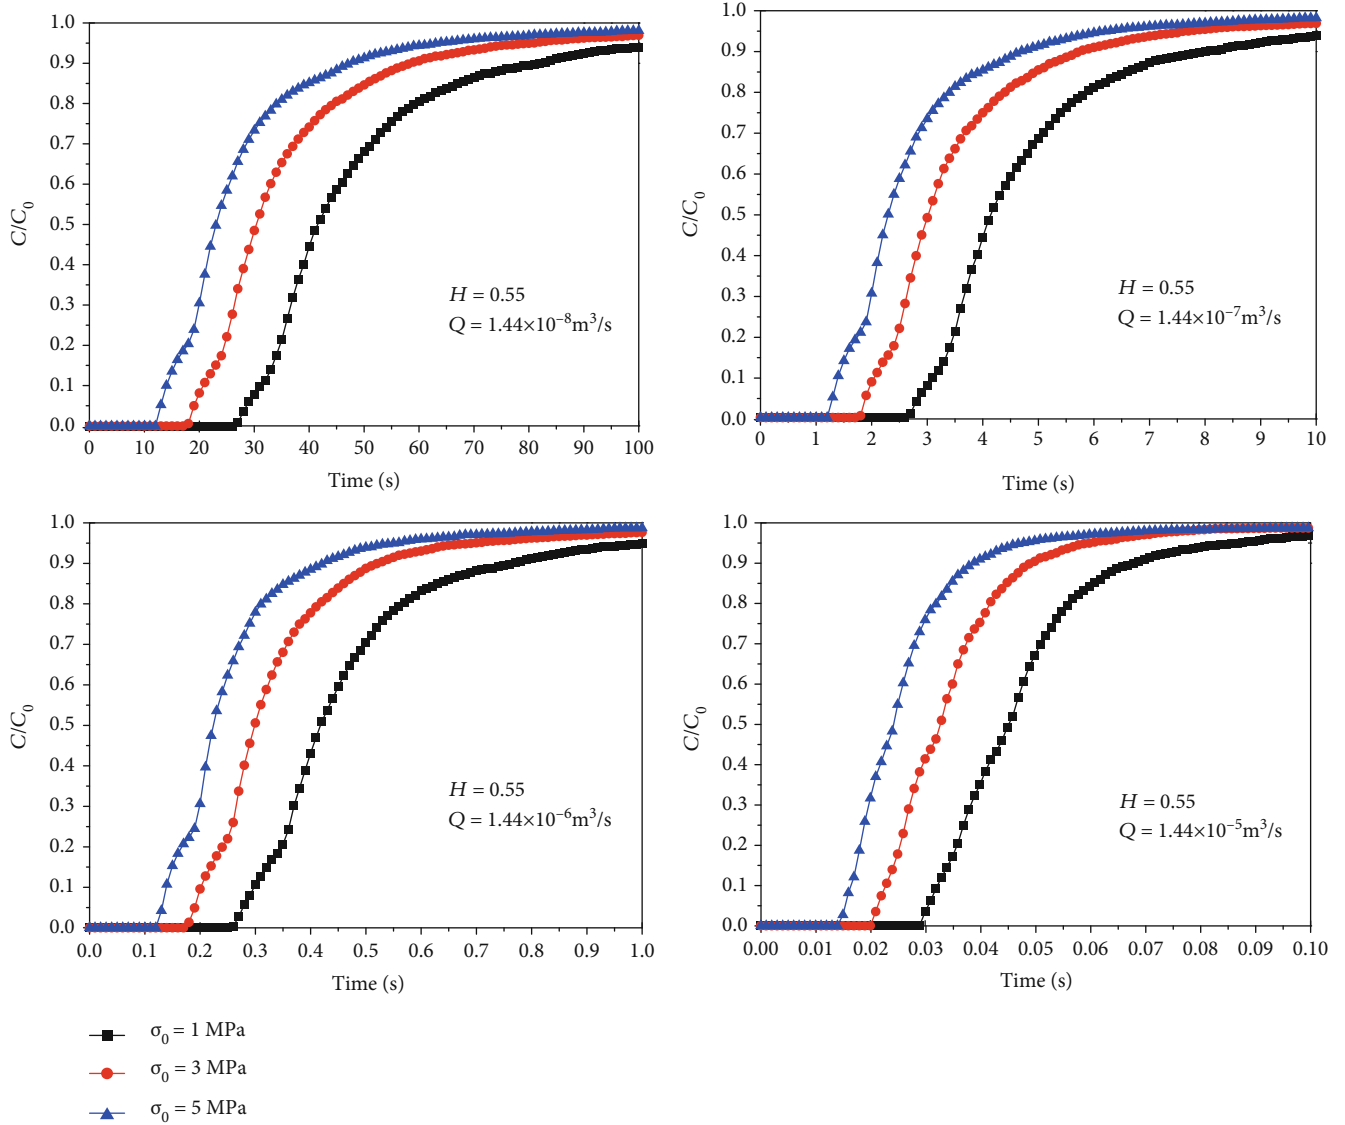 1.0
0.9
0.8
0.7
0.6
0.5
0.4
0.3
0.2
0.1
0.0
C/C₀
H = 0.55
Q = 1.44×10⁻⁸m³/s
0 10 20 30 40 50 60 70 80 90 100
Time (s)
1.0
0.9
0.8
0.7
0.6
0.5
0.4
0.3
0.2
0.1
0.0
C/C₀
H = 0.55
Q = 1.44×10⁻⁷m³/s
0 1 2 3 4 5 6 7 8 9 10
Time (s)
1.0
0.9
0.8
0.7
0.6
0.5
0.4
0.3
0.2
0.1
0.0
C/C₀
H = 0.55
Q = 1.44×10⁻⁶m³/s
0.0 0.1 0.2 0.3 0.4 0.5 0.6 0.7 0.8 0.9 1.0
Time (s)
1.0
0.9
0.8
0.7
0.6
0.5
0.4
0.3
0.2
0.1
0.0
C/C₀
H = 0.55
Q = 1.44×10⁻⁵m³/s
0.00 0.01 0.02 0.03 0.04 0.05 0.06 0.07 0.08 0.09 0.10
Time (s)
σ₀ = 1 MPa
σ₀ = 3 MPa
σ₀ = 5 MPa